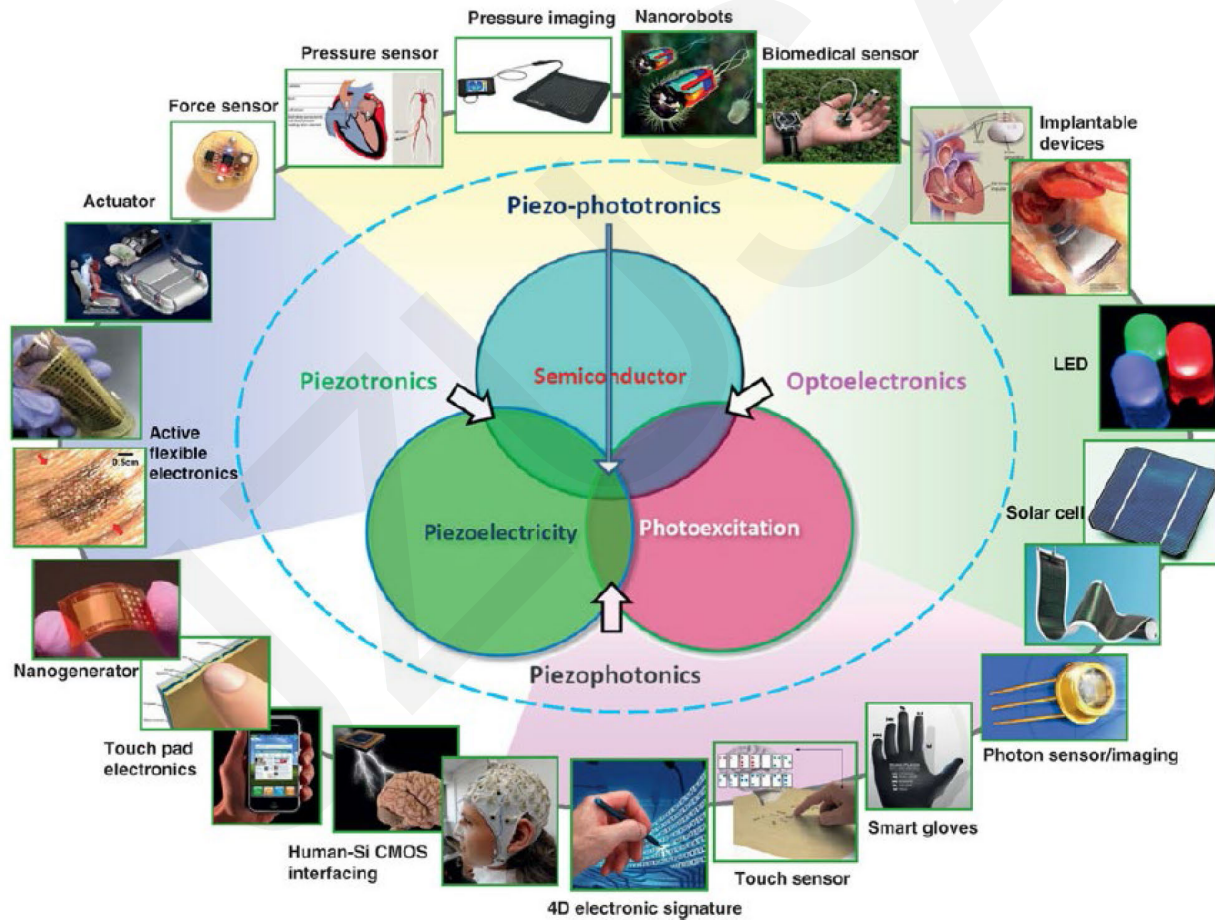 Pressure imaging
Nanorobots
Pressure sensor
Biomedical sensor
Force sensor
Implantable
devices
Actuator
Piezo-phototronics
LED
Piezotronics
Semiconductor
Optoelectronics
Active
flexible
electronics
0.5cm
Solar cell
Piezoelectricity
Photoexcitation
Nanogenerator
Piezophotonics
Touch pad
electronics
Photon sensor/imaging
Smart gloves
Human-Si CMOS
interfacing
Touch sensor
4D electronic signature